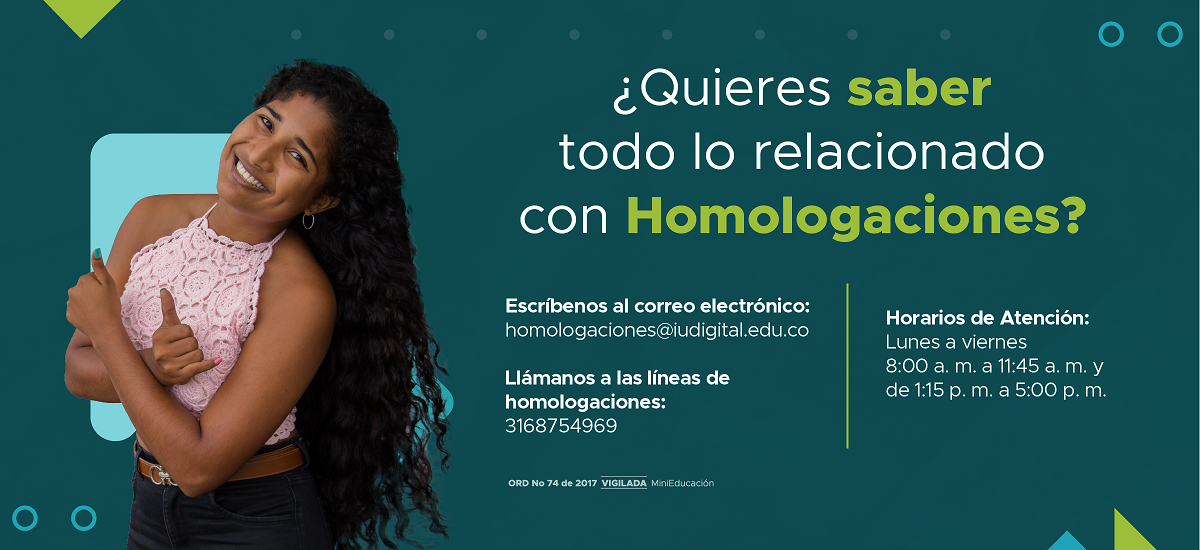 ¿Quieres saber
todo lo relacionado
con Homologaciones?
Escríbenos al correo electrónico:
homologaciones@iudigital.edu.co
Llámanos a las líneas de
homologaciones:
3168754969
Horarios de Atención:
Lunes a viernes
8:00 a. m. a 11:45 a. m. y
de 1:15 p. m. a 5:00 p. m.
ORD No 74 de 2017 VIGILADA MiniEducación